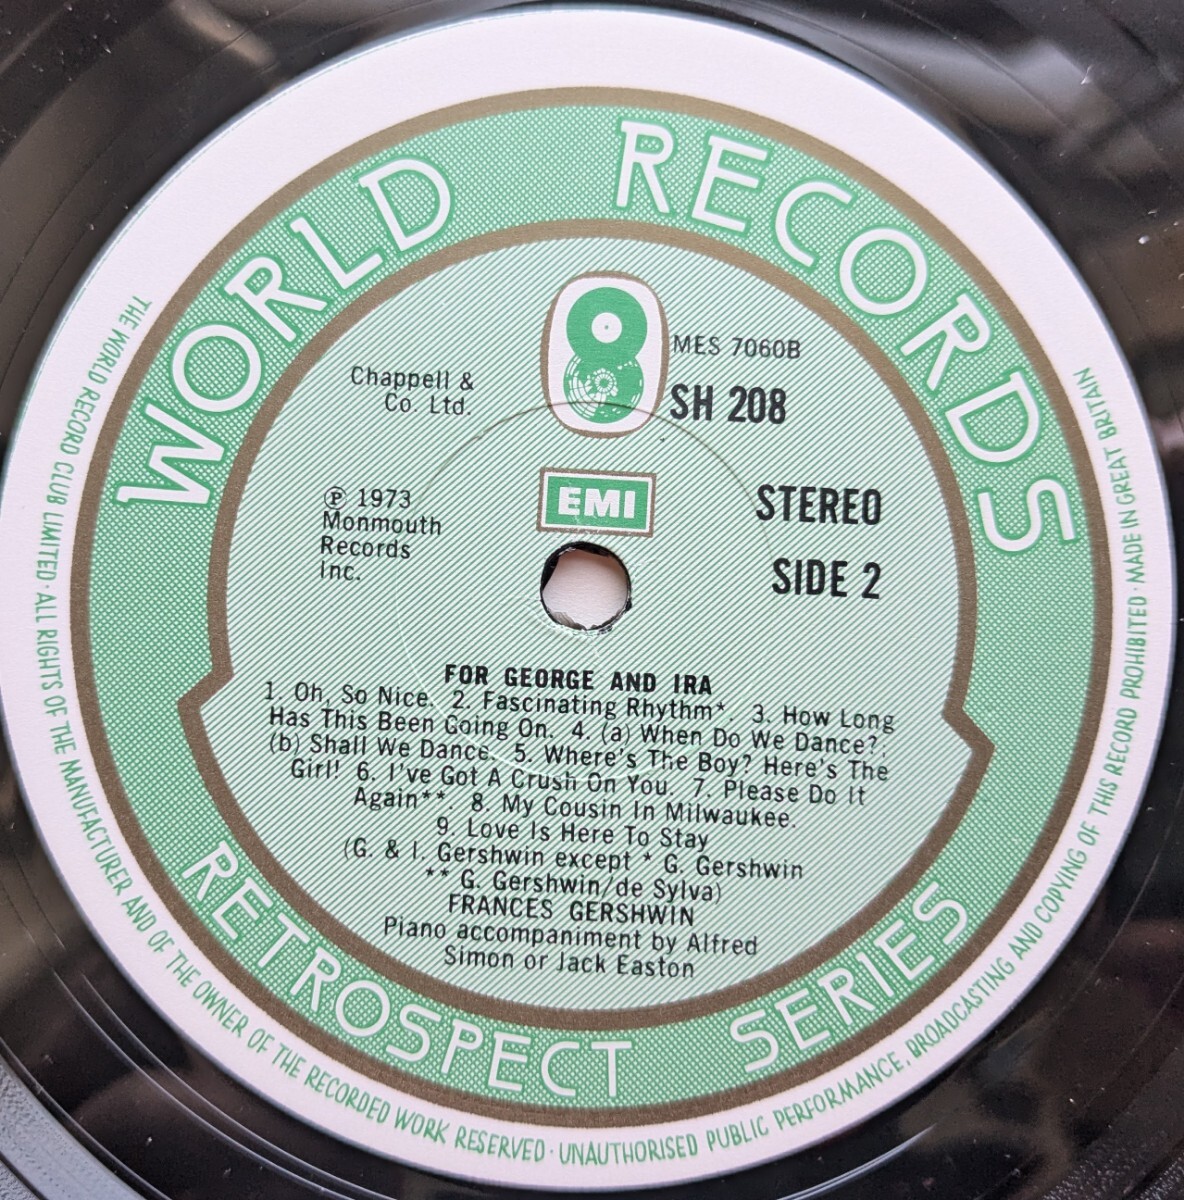 WORLD RECORDS
MES 7060B
SH 208
Chappell &
Co. Ltd.
EMI
STEREO
SIDE 2
℗ 1973
Monmouth
Records
Inc.
FOR GEORGE AND IRA
1. Oh, So Nice. 2. Fascinating Rhythm*. 3. How Long
Has This Been Going On. 4. (a) When Do We Dance?;
(b) Shall We Dance. 5. Where's The Boy? Here's The
Girl! 6. I've Got A Crush On You. 7. Please Do It
Again**. 8. My Cousin In Milwaukee.
9. Love Is Here To Stay
(G. & I. Gershwin except * G. Gershwin
** G. Gershwin/de Sylva)
FRANCES GERSHWIN
Piano accompaniment by Alfred
Simon or Jack Easton
RETROSPECT SERIES
THE WORLD RECORD CLUB LIMITED · ALL RIGHTS OF THE MANUFACTURER AND OF THE OWNER OF THE RECORDED WORK RESERVED · UNAUTHORISED PUBLIC PERFORMANCE, BROADCASTING AND COPYING OF THIS RECORD PROHIBITED · MADE IN GREAT BRITAIN